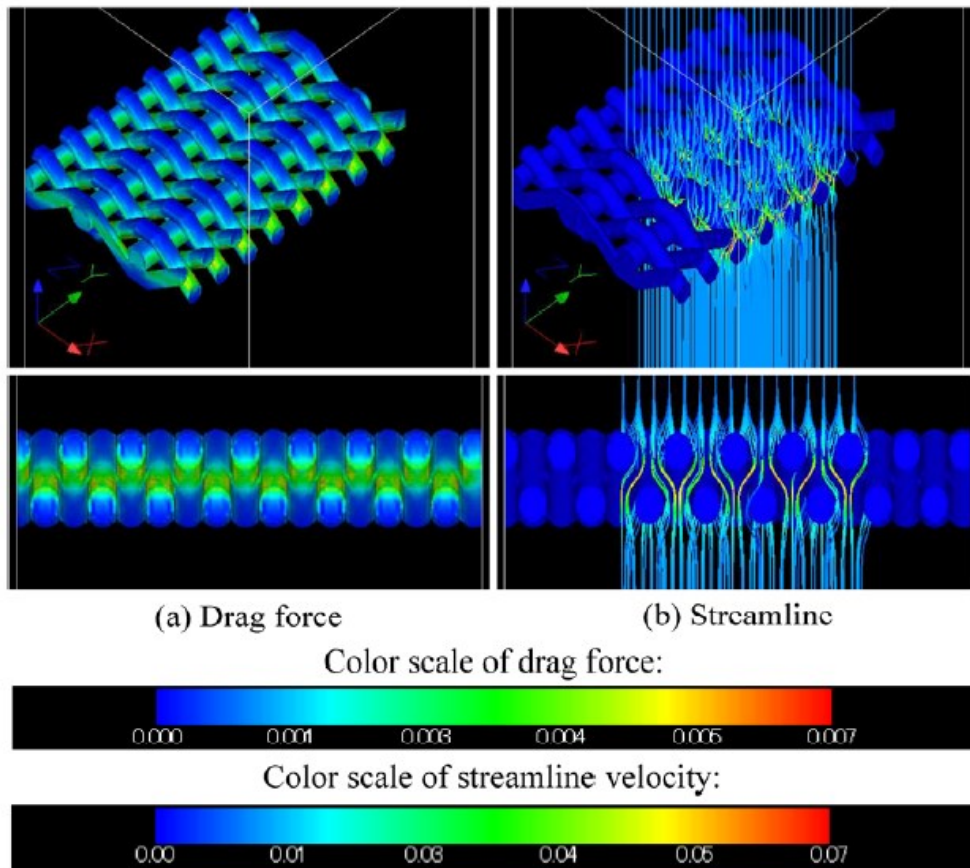 Z Y X
Z Y X
(a) Drag force
(b) Streamline
Color scale of drag force:
0.000 0.001 0.003 0.004 0.005 0.007
Color scale of streamline velocity:
0.00 0.01 0.03 0.04 0.06 0.07